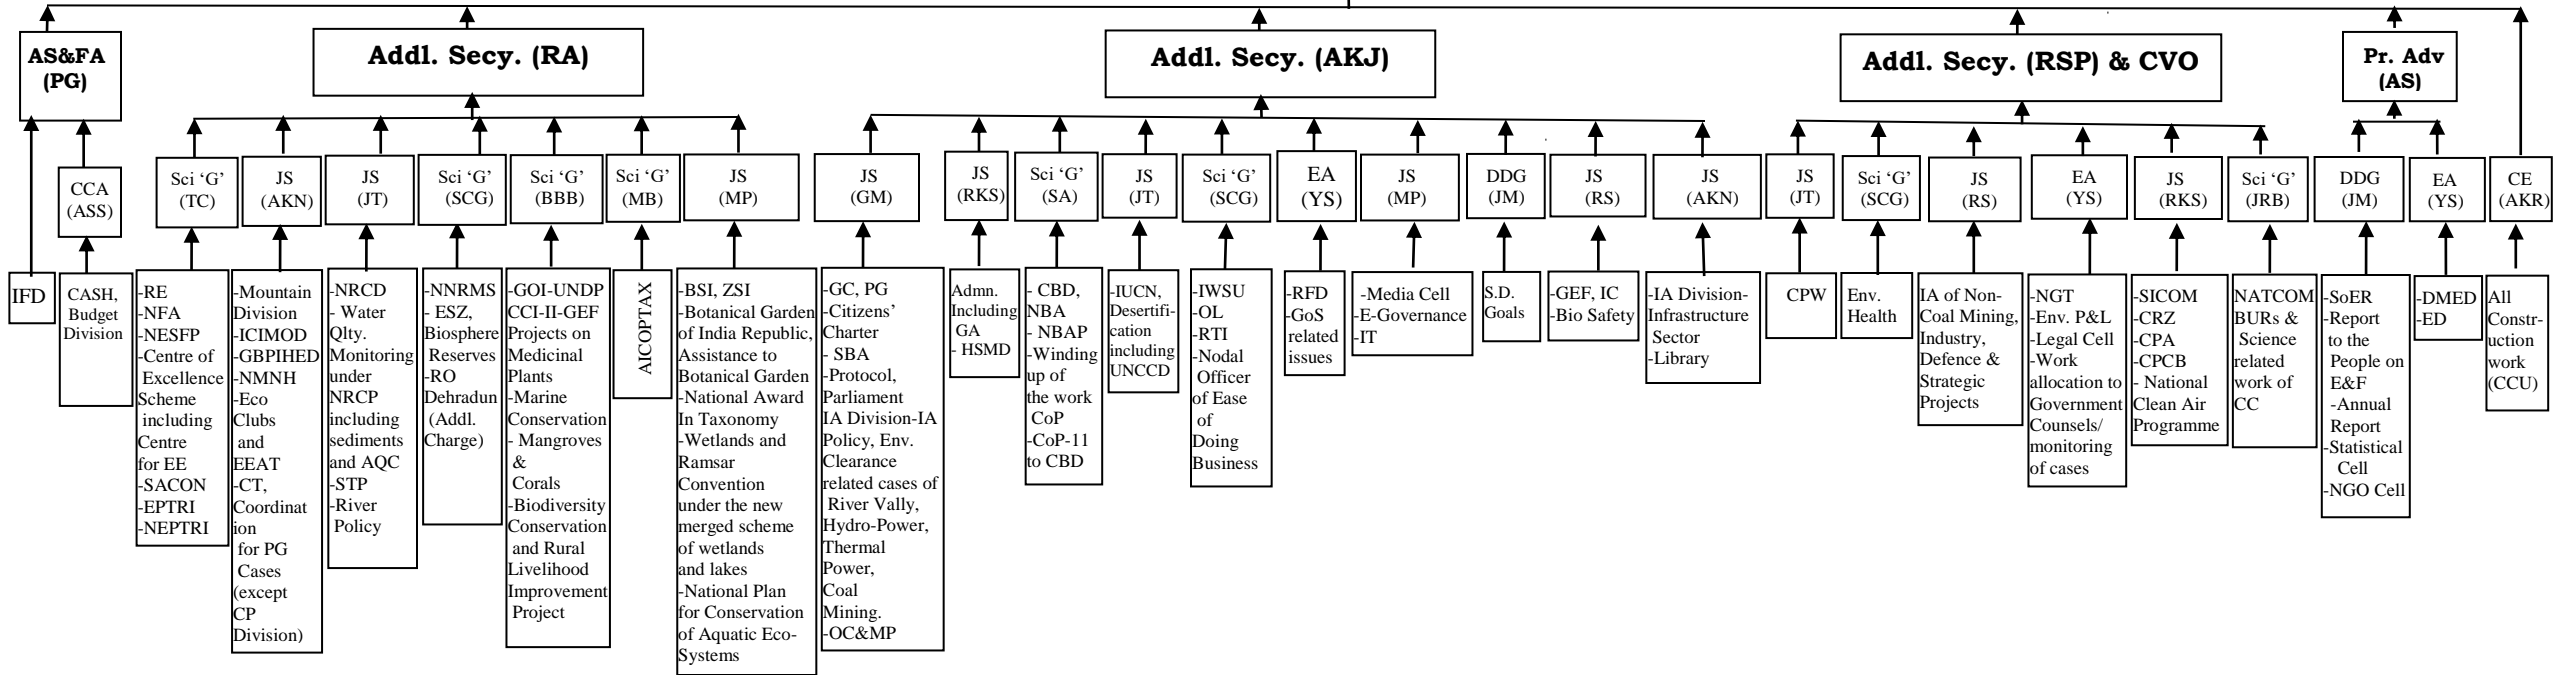 AS&FA
(PG)
Addl. Secy. (RA)
Addl. Secy. (AKJ)
Addl. Secy. (RSP) & CVO
Pr. Adv
(AS)
CCA
(ASS)
Sci ‘G’
(TC)
JS
(AKN)
JS
(JT)
Sci ‘G’
(SCG)
Sci ‘G’
(BBB)
Sci ‘G’
(MB)
JS
(MP)
JS
(GM)
JS
(RKS)
Sci ‘G’
(SA)
JS
(JT)
Sci ‘G’
(SCG)
EA
(YS)
JS
(MP)
DDG
(JM)
JS
(RS)
JS
(AKN)
JS
(JT)
Sci ‘G’
(SCG)
JS
(RS)
EA
(YS)
JS
(RKS)
Sci ‘G’
(JRB)
DDG
(JM)
EA
(YS)
CE
(AKR)
IFD
CASH,
Budget
Division
-RE
-NFA
-NESFP
-Centre of
Excellence
Scheme
including
Centre
for EE
-SACON
-EPTRI
-NEPTRI
-Mountain
Division
-ICIMOD
-GBPIHED
-NMNH
-Eco
Clubs
and
EEAT
-CT,
Coordinat
ion
for PG
Cases
(except
CP
Division)
-NRCD
- Water
Qlty.
Monitoring
under
NRCP
including
sediments
and AQC
-STP
-River
Policy
-NNRMS
- ESZ,
Biosphere
Reserves
-RO
Dehradun
(Addl.
Charge)
-GOI-UNDP
CCI-II-GEF
Projects on
Medicinal
Plants
-Marine
Conservation
- Mangroves
&
Corals
-Biodiversity
Conservation
and Rural
Livelihood
Improvement
Project
AICOPTAX
-BSI, ZSI
-Botanical Garden
of India Republic,
Assistance to
Botanical Garden
-National Award
In Taxonomy
-Wetlands and
Ramsar
Convention
under the new
merged scheme
of wetlands
and lakes
-National Plan
for Conservation
of Aquatic Eco-
Systems
-GC, PG
-Citizens’
Charter
- SBA
-Protocol,
Parliament
IA Division-IA
Policy, Env.
Clearance
related cases of
River Vally,
Hydro-Power,
Thermal
Power,
Coal
Mining.
-OC&MP
Admn.
Including
GA
- HSMD
- CBD,
NBA
- NBAP
-Winding
up of
the work
CoP
-CoP-11
to CBD
-IUCN,
Desertifi-
cation
including
UNCCD
-IWSU
-OL
-RTI
-Nodal
Officer
of Ease
of
Doing
Business
-RFD
-GoS
related
issues
-Media Cell
-E-Governance
-IT
S.D.
Goals
-GEF, IC
-Bio Safety
-IA Division-
Infrastructure
Sector
-Library
CPW
Env.
Health
IA of Non-
Coal Mining,
Industry,
Defence &
Strategic
Projects
-NGT
-Env. P&L
-Legal Cell
-Work
allocation to
Government
Counsels/
monitoring
of cases
-SICOM
-CRZ
-CPA
-CPCB
- National
Clean Air
Programme
NATCOM
BURs &
Science
related
work of
CC
-SoER
-Report
to the
People on
E&F
-Annual
Report
-Statistical
Cell
-NGO Cell
-DMED
-ED
All
Constr-
uction
work
(CCU)